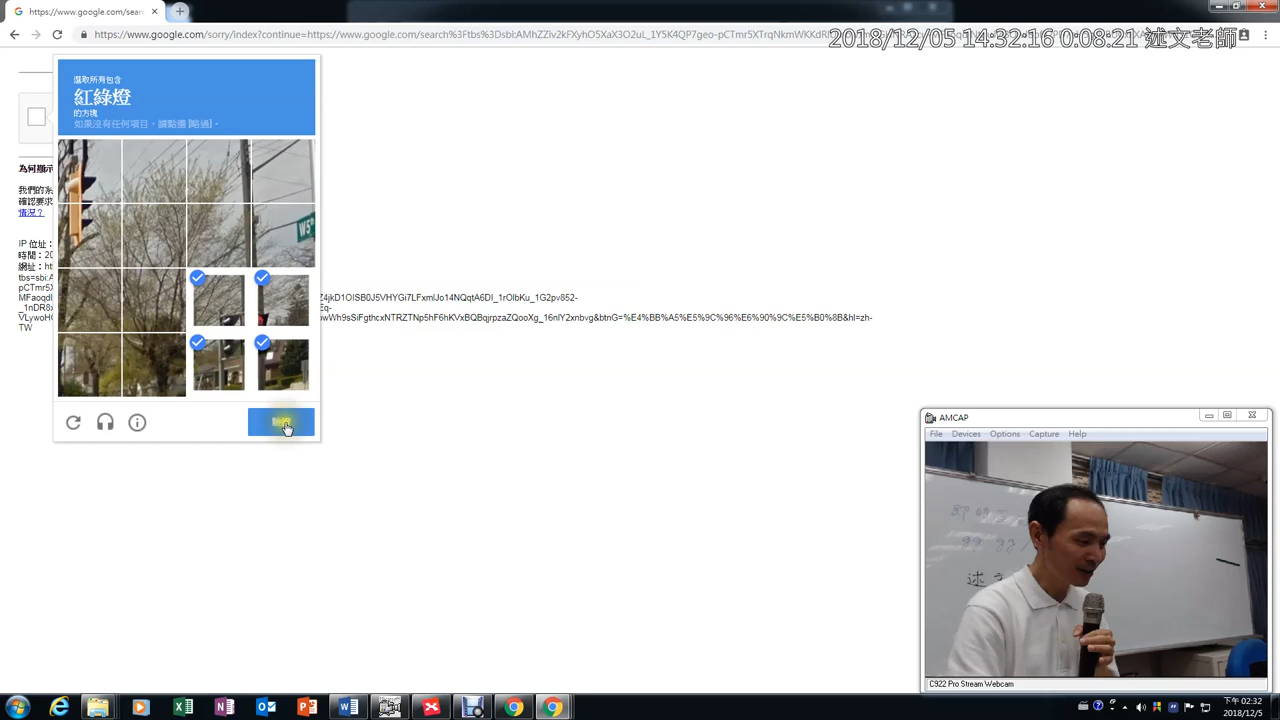 https://www.google.com/sear
https://www.google.com/sorry/index?continue=https://www.google.com/search%3Ftbs%3Dsbi:AMhZZiv2kFXyhO5XaX3O2uL_1Y5K4QP7geo-pCTmr5XTrqNkmWKKdR
2018/12/05 14:32:16 0:08:21 述文老師
選取所有包含
紅綠燈
的方塊
如果沒有任何項目，請點選 [略過]。
為何顯示
我們的系
確認要求
情況？
W5th
IP 位址：
時間：20
網址：ht
tbs=sbi:A
pCTmr5X
MFaoqdl
Z4jkD1OISB0J5VHYGi7LFxmlJo14NQqtA6DI_1rOlbKu_1G2pv852-
_1nDR8x
Eq-
VLywoHC
wWh9sSiFgthcxNTRZTNp5hF6hKVxBQBqjrpzaZQooXg_16nlY2xnbvg&btnG=%E4%BB%A5%E5%9C%96%E6%90%9C%E5%B0%8B&hl=zh-
TW
AMCAP
File Devices Options Capture Help
述
C922 Pro Stream Webcam
下午 02:32
2018/12/5